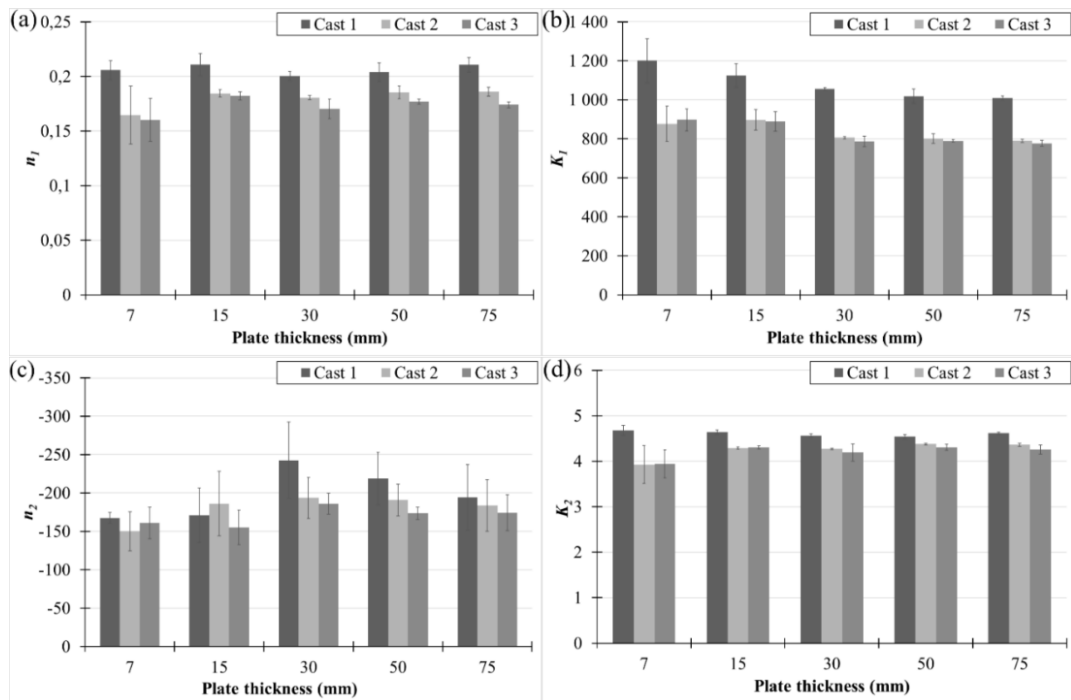 (a)
Cast 1 Cast 2 Cast 3
0,25
0,2
0,15
0,1
0,05
0
n1
7 15 30 50 75
Plate thickness (mm)
(b)
Cast 1 Cast 2 Cast 3
1 400
1 200
1 000
800
600
400
200
0
K1
7 15 30 50 75
Plate thickness (mm)
(c)
Cast 1 Cast 2 Cast 3
-350
-300
-250
-200
-150
-100
-50
0
n2
7 15 30 50 75
Plate thickness (mm)
(d)
Cast 1 Cast 2 Cast 3
6
5
4
3
2
1
0
K2
7 15 30 50 75
Plate thickness (mm)